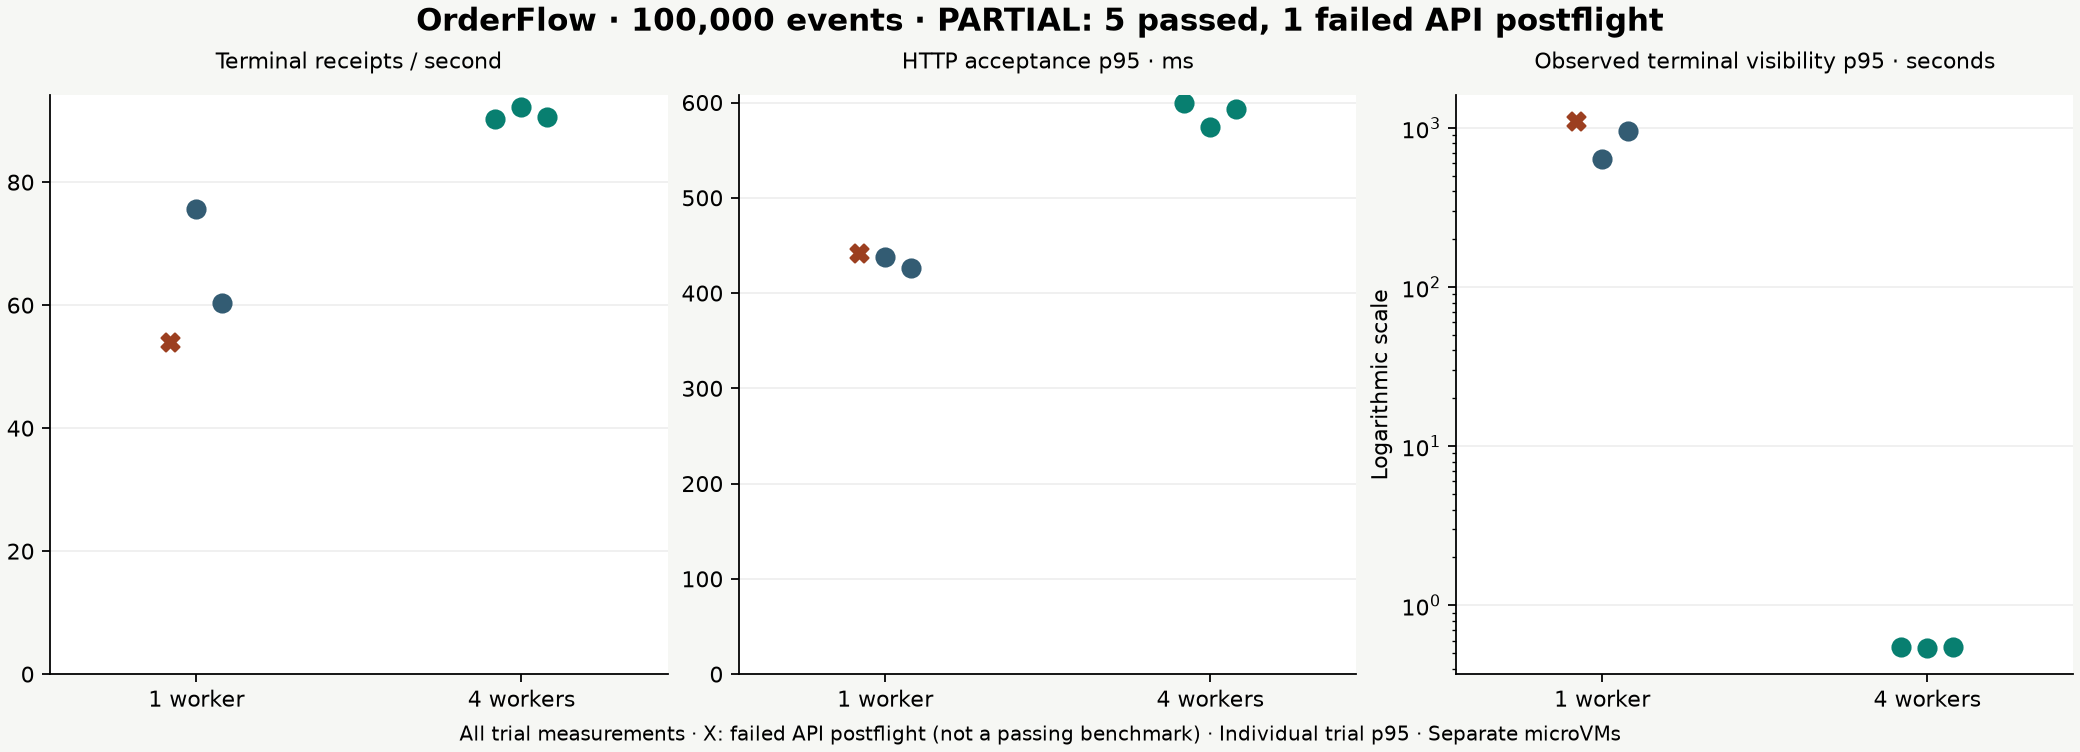 OrderFlow · 100,000 events · PARTIAL: 5 passed, 1 failed API postflight
Terminal receipts / second
80
60
40
20
0
1 worker
4 workers
HTTP acceptance p95 · ms
600
500
400
300
200
100
0
1 worker
4 workers
Observed terminal visibility p95 · seconds
Logarithmic scale
10³
10²
10¹
10⁰
1 worker
4 workers
All trial measurements · X: failed API postflight (not a passing benchmark) · Individual trial p95 · Separate microVMs